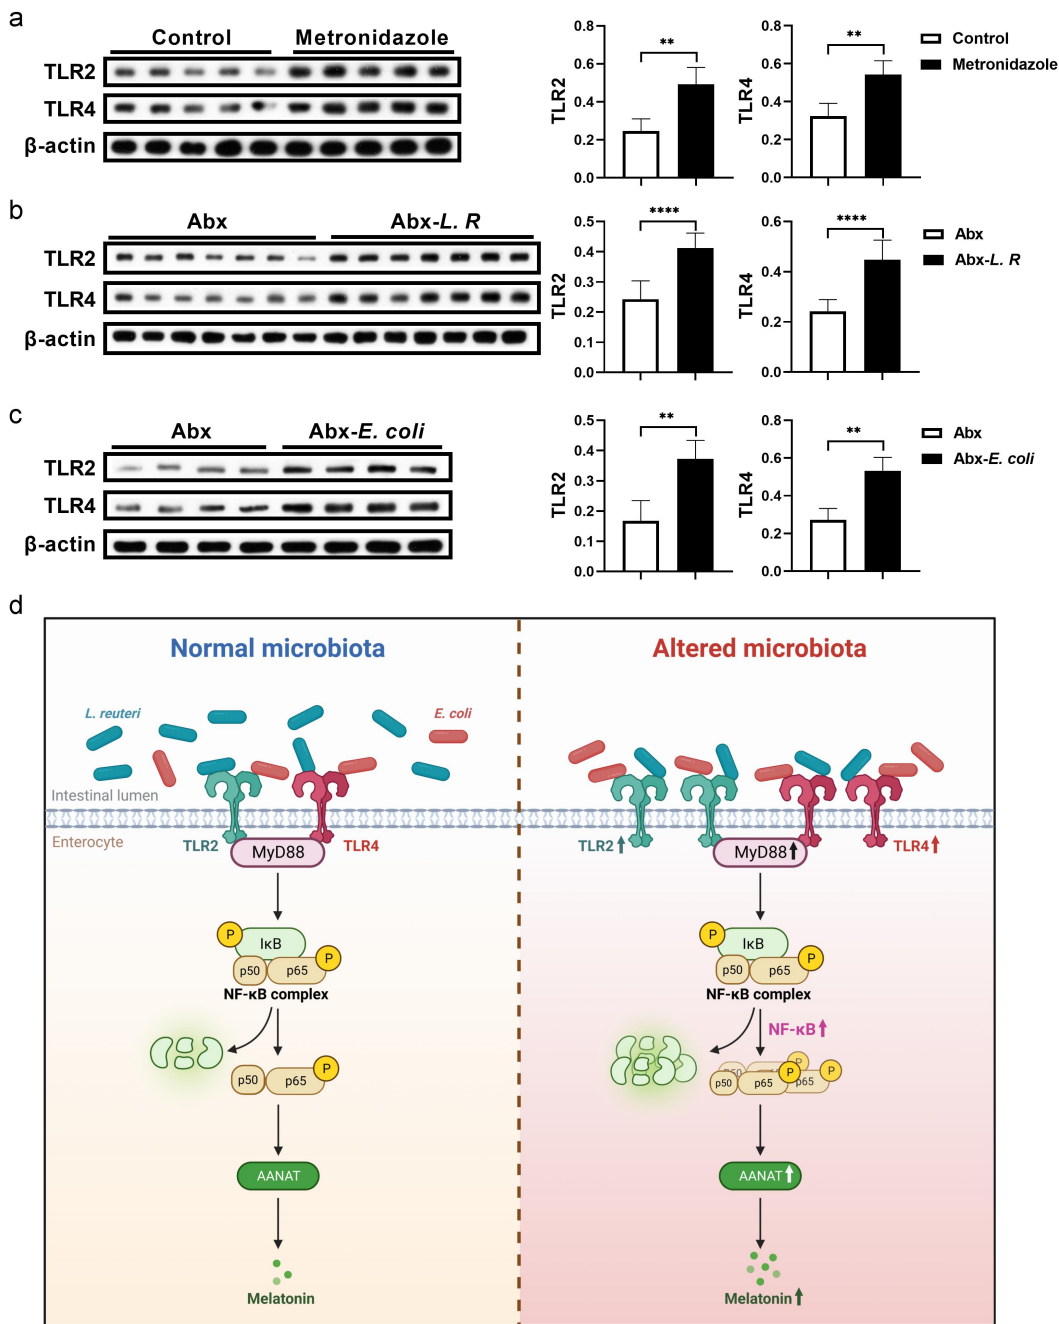 a
Control Metronidazole
TLR2
TLR4
β-actin
0.8
0.6
0.4
0.2
0.0
TLR2
**
0.8
0.6
0.4
0.2
0.0
TLR4
**
Control
Metronidazole
b
Abx Abx-L. R
TLR2
TLR4
β-actin
0.5
0.4
0.3
0.2
0.1
0.0
TLR2
****
0.6
0.4
0.2
0.0
TLR4
****
Abx
Abx-L. R
c
Abx Abx-E. coli
TLR2
TLR4
β-actin
0.5
0.4
0.3
0.2
0.1
0.0
TLR2
**
0.8
0.6
0.4
0.2
0.0
TLR4
**
Abx
Abx-E. coli
d
Normal microbiota
L. reuteri E. coli
Intestinal lumen
Enterocyte
TLR2 MyD88 TLR4
P
IκB
P
p50 p65
NF-κB complex
P
p50 p65
AANAT
Melatonin
Altered microbiota
TLR2 MyD88 TLR4
P
IκB
P
p50 p65
NF-κB complex
NF-κB
P
P P
p50 p65 p65
p50
AANAT
Melatonin